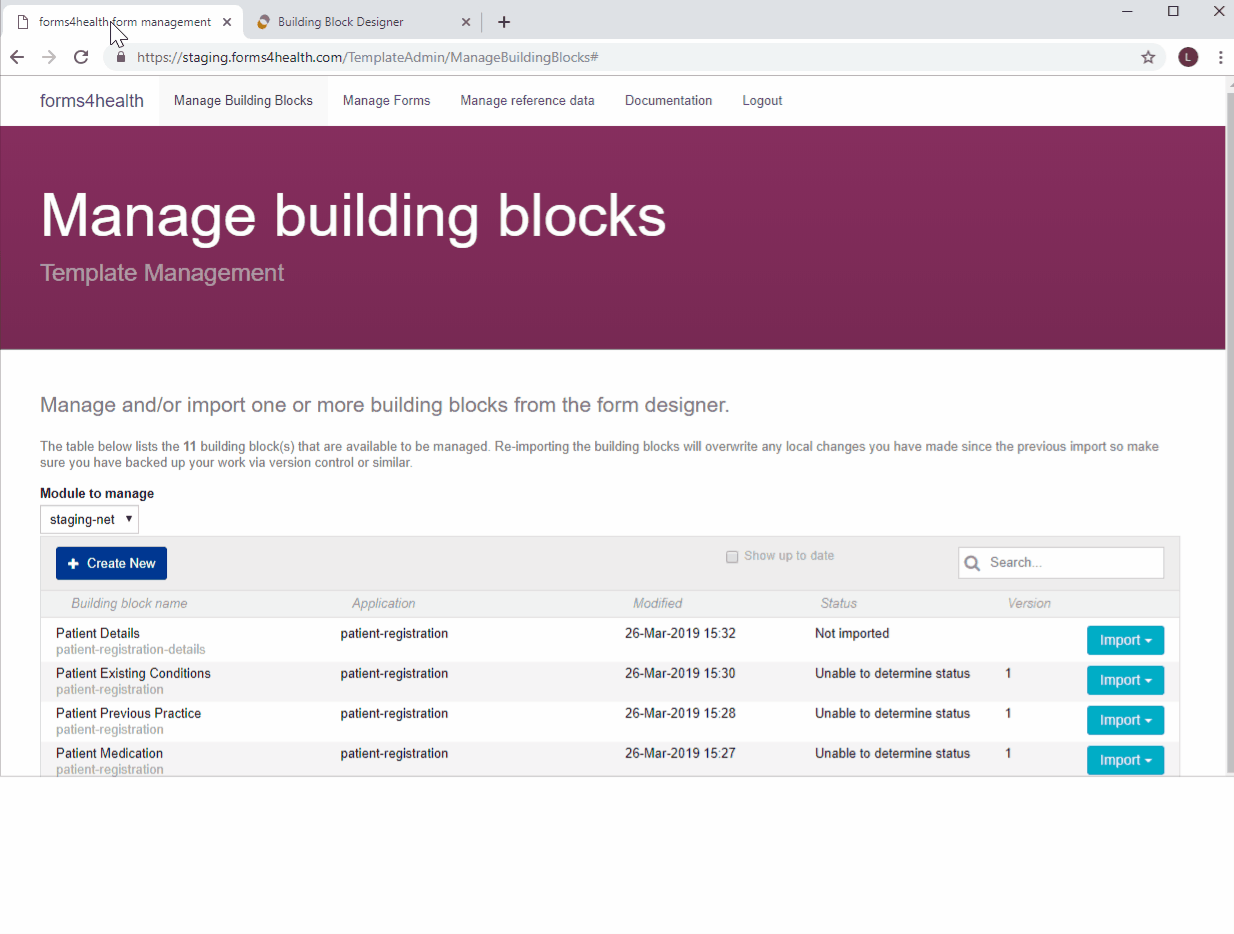 forms4health form management
Building Block Designer
https://staging.forms4health.com/TemplateAdmin/ManageBuildingBlocks#
L
forms4health Manage Building Blocks Manage Forms Manage reference data Documentation Logout
Manage building blocks
Template Management
Manage and/or import one or more building blocks from the form designer.
The table below lists the 11 building block(s) that are available to be managed. Re-importing the building blocks will overwrite any local changes you have made since the previous import so make
sure you have backed up your work via version control or similar.
Module to manage
staging-net
Create New Show up to date Search...
Building block name Application Modified Status Version
Patient Details patient-registration 26-Mar-2019 15:32 Not imported Import
patient-registration-details
Patient Existing Conditions patient-registration 26-Mar-2019 15:30 Unable to determine status 1 Import
patient-registration
Patient Previous Practice patient-registration 26-Mar-2019 15:28 Unable to determine status 1 Import
patient-registration
Patient Medication patient-registration 26-Mar-2019 15:27 Unable to determine status 1 Import
patient-registration